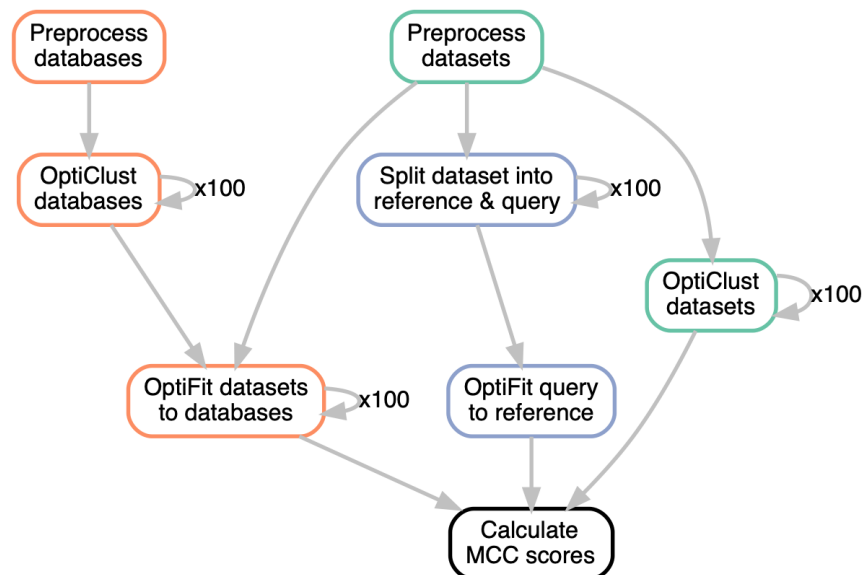 Preprocess
databases
Preprocess
datasets
OptiClust
databases
x100
Split dataset into
reference & query
x100
OptiClust
datasets
x100
OptiFit datasets
to databases
x100
OptiFit query
to reference
Calculate
MCC scores